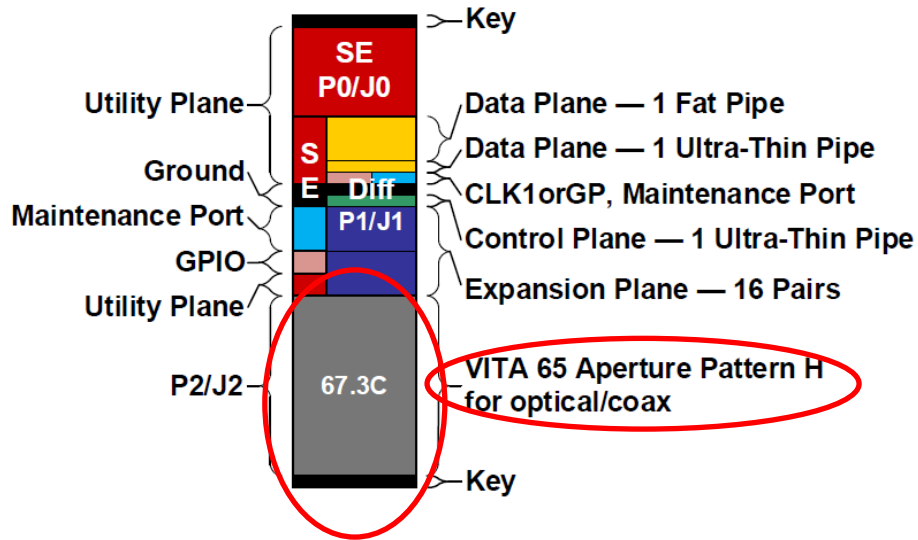 Key
SE
P0/J0
Utility Plane
Data Plane — 1 Fat Pipe
S
E
Data Plane — 1 Ultra-Thin Pipe
Ground
Diff
CLK1orGP, Maintenance Port
Maintenance Port
P1/J1
Control Plane — 1 Ultra-Thin Pipe
GPIO
Expansion Plane — 16 Pairs
Utility Plane
P2/J2
67.3C
VITA 65 Aperture Pattern H
for optical/coax
Key